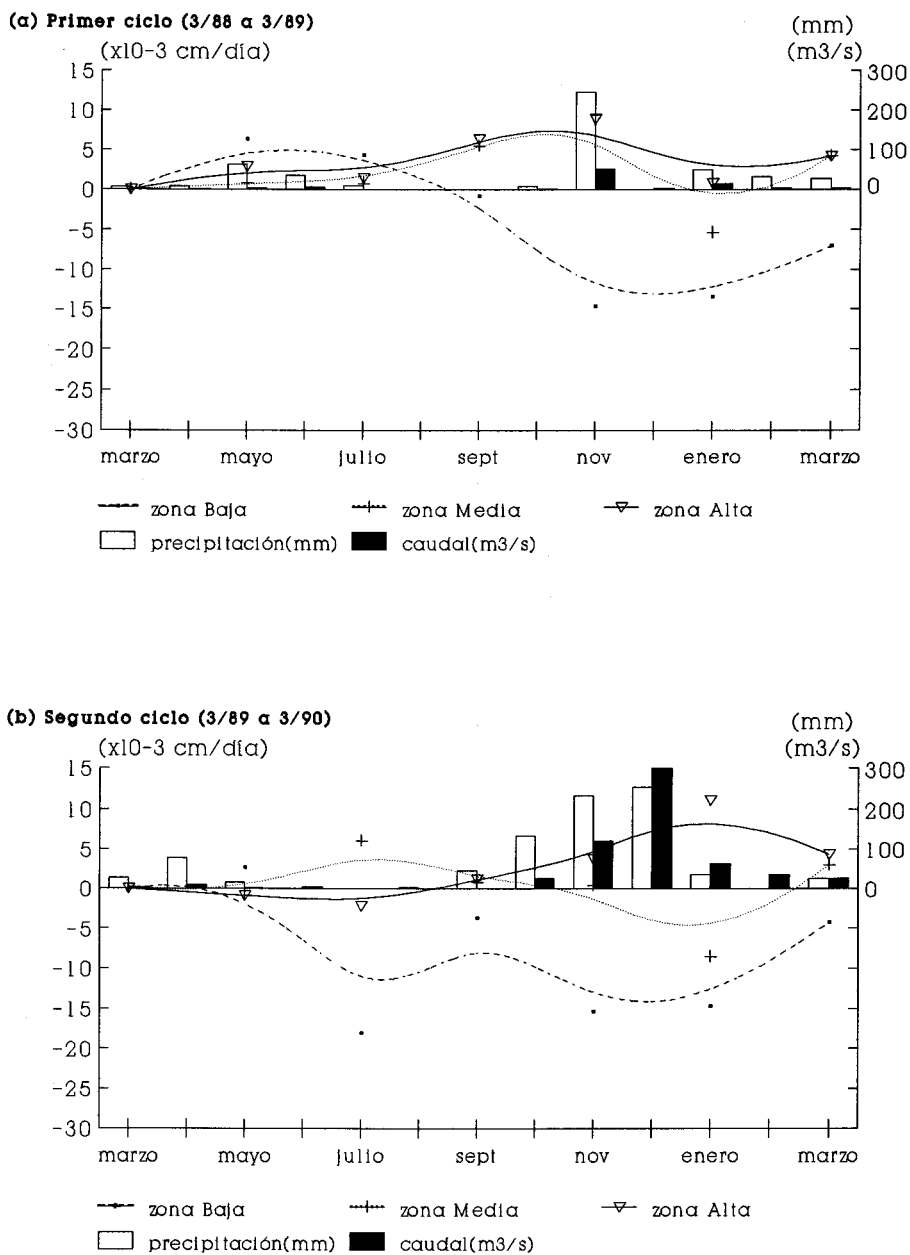 (a) Primer ciclo (3/88 a 3/89)
(x10-3 cm/día)
(mm)
(m3/s)
15
10
5
0
-5
-10
-15
-20
-25
-30
300
200
100
0
marzo mayo julio sept nov enero marzo
zona Baja zona Media zona Alta
precipitación(mm) caudal(m3/s)
(b) Segundo ciclo (3/89 a 3/90)
(x10-3 cm/día)
(mm)
(m3/s)
15
10
5
0
-5
-10
-15
-20
-25
-30
300
200
100
0
marzo mayo julio sept nov enero marzo
zona Baja zona Media zona Alta
precipitación(mm) caudal(m3/s)